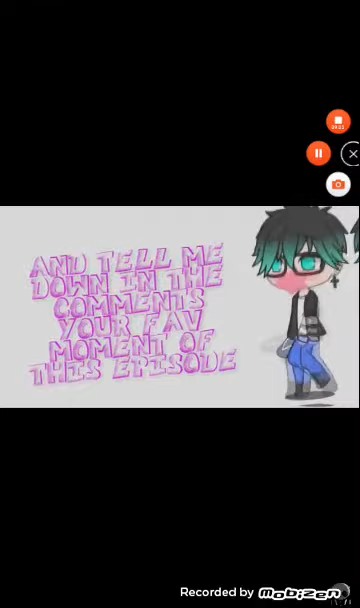 AND TELL ME
DOWN IN THE
COMMENTS
YOUR FAV
MOMENT OF
THIS EPISODE
Recorded by mobizen